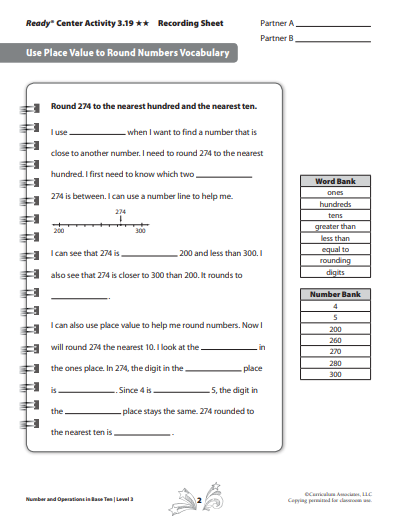 Ready® Center Activity 3.19 ★★ Recording Sheet
Partner A
Partner B
Use Place Value to Round Numbers Vocabulary
Round 274 to the nearest hundred and the nearest ten.
I use ____________ when I want to find a number that is
close to another number. I need to round 274 to the nearest
hundred. I first need to know which two ____________
274 is between. I can use a number line to help me.
274
200 300
I can see that 274 is ____________ 200 and less than 300. I
also see that 274 is closer to 300 than 200. It rounds to
____________ .
I can also use place value to help me round numbers. Now I
will round 274 the nearest 10. I look at the ____________ in
the ones place. In 274, the digit in the ____________ place
is ____________ . Since 4 is ____________ 5, the digit in
the ____________ place stays the same. 274 rounded to
the nearest ten is ____________ .
Word Bank
ones
hundreds
tens
greater than
less than
equal to
rounding
digits
Number Bank
4
5
200
260
270
280
300
Number and Operations in Base Ten | Level 3
2
©Curriculum Associates, LLC
Copying permitted for classroom use.